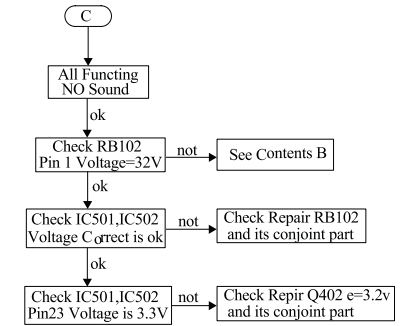 C
All Functing
NO Sound
ok
Check RB102
Pin 1 Voltage=32V
not
See Contents B
ok
Check IC501,IC502
Voltage Correct is ok
not
Check Repair RB102
and its conjoint part
ok
Check IC501,IC502
Pin23 Voltage is 3.3V
not
Check Repir Q402 e=3.2v
and its conjoint part